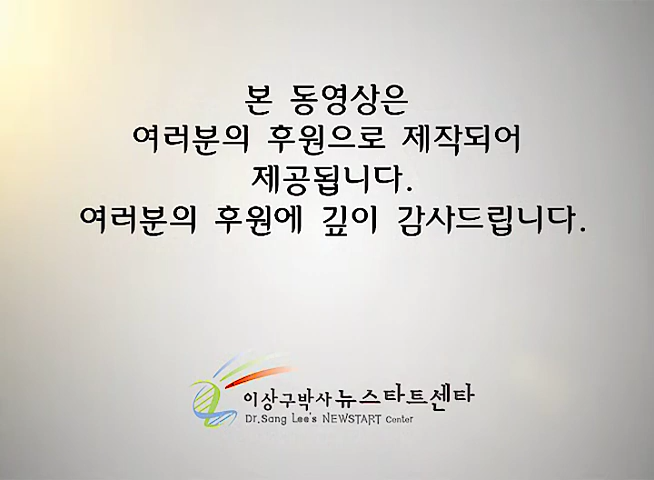 본 동영상은
여러분의 후원으로 제작되어
제공됩니다.
여러분의 후원에 깊이 감사드립니다.
이상구박사뉴스타트센타
Dr.Sang Lee's NEWSTART Center